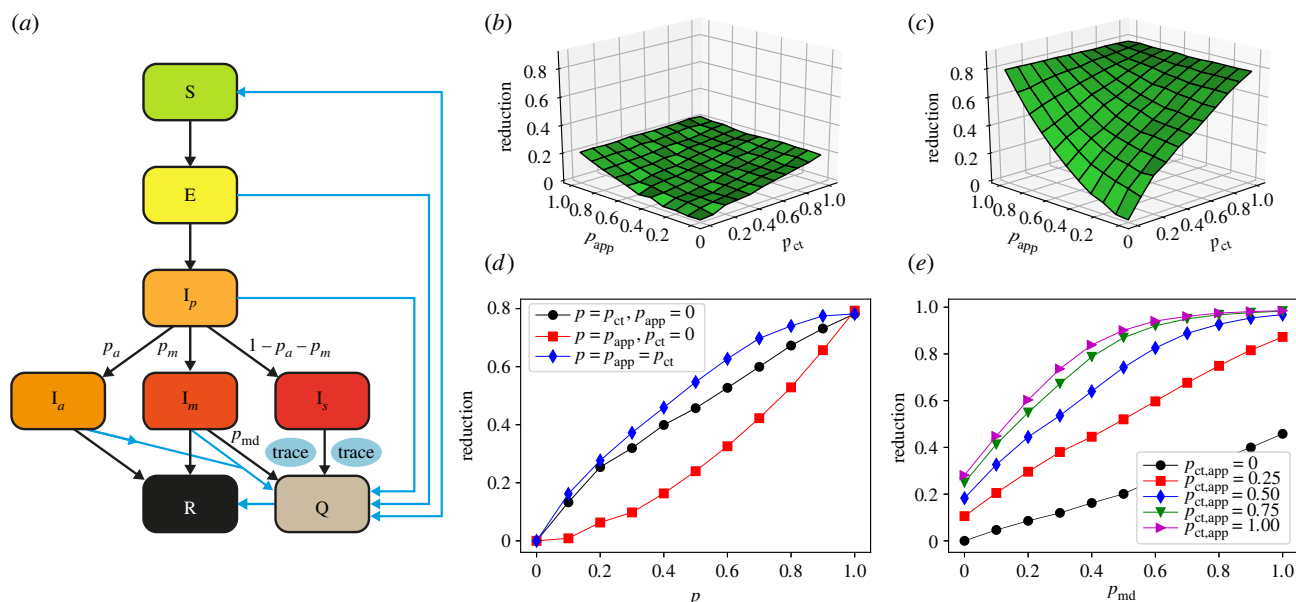 (a)
S
E
I_p
p_a
p_m
1 – p_a – p_m
I_a
I_m
I_s
p_md
trace
trace
R
Q
(b)
reduction
0.8
0.6
0.4
0.2
0
1.0
0.8
0.6
0.4
0.2
0
p_app
0.2
0.4
0.6
0.8
1.0
p_ct
(c)
reduction
0.8
0.6
0.4
0.2
0
1.0
0.8
0.6
0.4
0.2
0
p_app
0.2
0.4
0.6
0.8
1.0
p_ct
(d)
0.8
0.6
0.4
0.2
0
reduction
p = p_ct, p_app = 0
p = p_app, p_ct = 0
p = p_app = p_ct
0 0.2 0.4 0.6 0.8 1.0
p
(e)
1.0
0.8
0.6
0.4
0.2
0
reduction
p_ct,app = 0
p_ct,app = 0.25
p_ct,app = 0.50
p_ct,app = 0.75
p_ct,app = 1.00
0 0.2 0.4 0.6 0.8 1.0
p_md